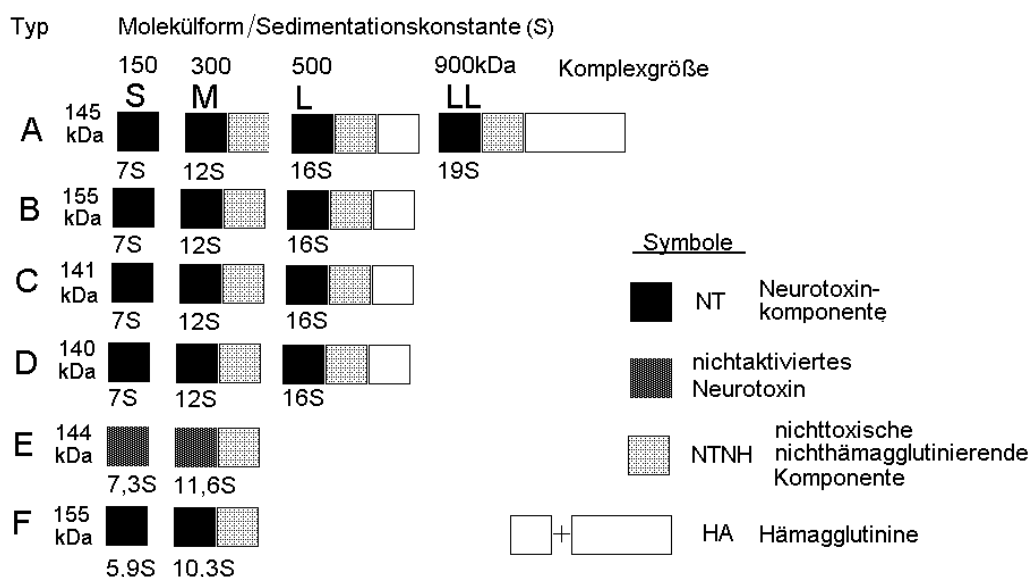 Typ Molekülform/Sedimentationskonstante (S)
150 300 500 900kDa Komplexgröße
S M L LL
A 145 kDa
7S 12S 16S 19S
B 155 kDa
7S 12S 16S
C 141 kDa
7S 12S 16S
D 140 kDa
7S 12S 16S
E 144 kDa
7,3S 11,6S
F 155 kDa
5,9S 10,3S
Symbole
NT Neurotoxin-
komponente
nichtaktiviertes
Neurotoxin
NTNH nichttoxische
nichthämagglutinierende
Komponente
+ HA Hämagglutinine